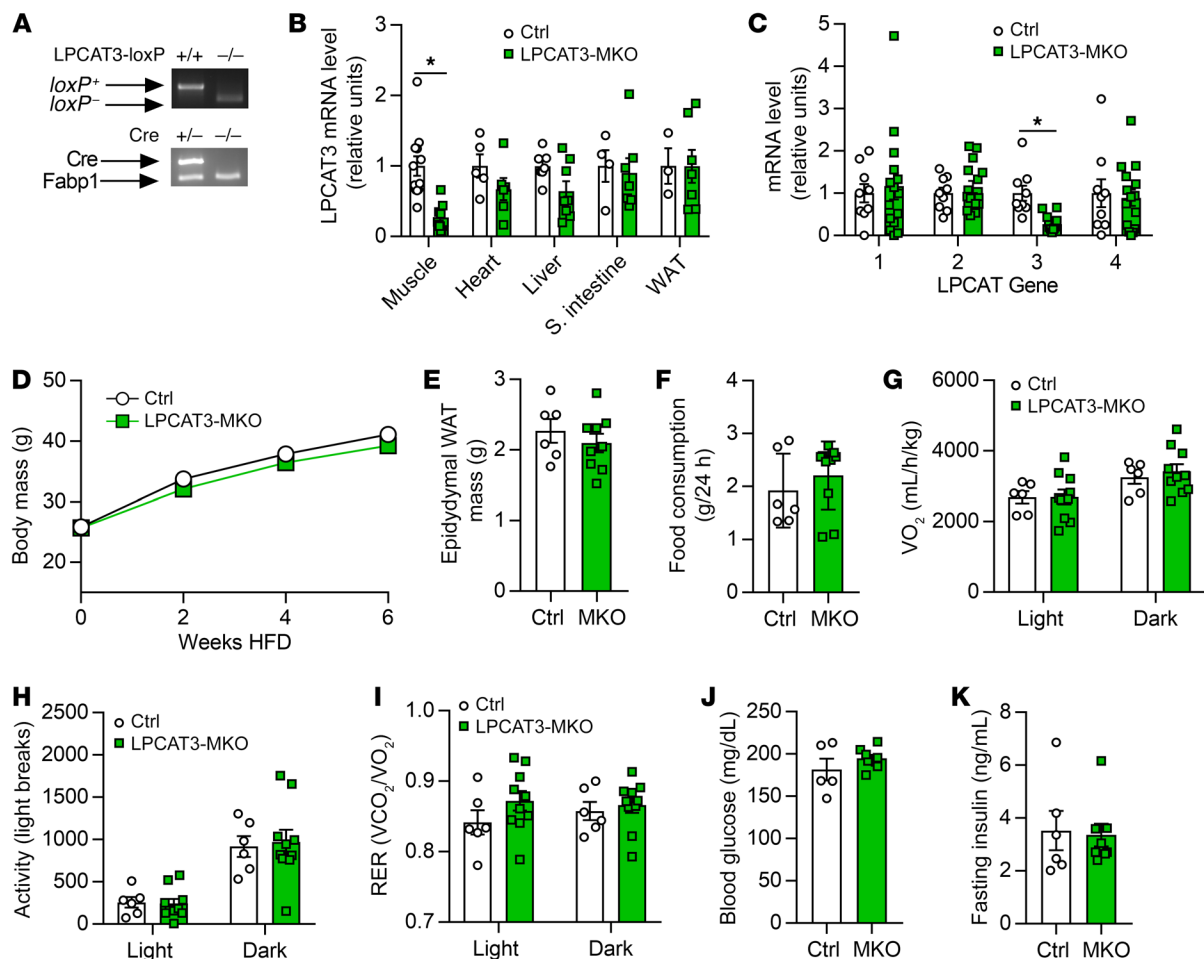 A
LPCAT3-loxP +/+ –/–
loxP+
loxP–
Cre +/– –/–
Cre
Fabp1
B
LPCAT3 mRNA level
(relative units)
3
2
1
0
Ctrl
LPCAT3-MKO
*
Muscle
Heart
Liver
S. intestine
WAT
C
mRNA level
(relative units)
5
4
3
2
1
0
Ctrl
LPCAT3-MKO
*
1 2 3 4
LPCAT Gene
D
Body mass (g)
50
40
30
20
Ctrl
LPCAT3-MKO
0 2 4 6
Weeks HFD
E
Epidydymal WAT
mass (g)
3
2
1
0
Ctrl MKO
F
Food consumption
(g/24 h)
4
3
2
1
0
Ctrl MKO
G
VO2 (mL/h/kg)
6000
4000
2000
0
Ctrl
LPCAT3-MKO
Light Dark
H
Activity (light breaks)
2500
2000
1500
1000
500
0
Ctrl
LPCAT3-MKO
Light Dark
I
RER (VCO2/VO2)
1.0
0.9
0.8
0.7
Ctrl
LPCAT3-MKO
Light Dark
J
Blood glucose (mg/dL)
250
200
150
100
50
0
Ctrl MKO
K
Fasting insulin (ng/mL)
8
6
4
2
0
Ctrl MKO